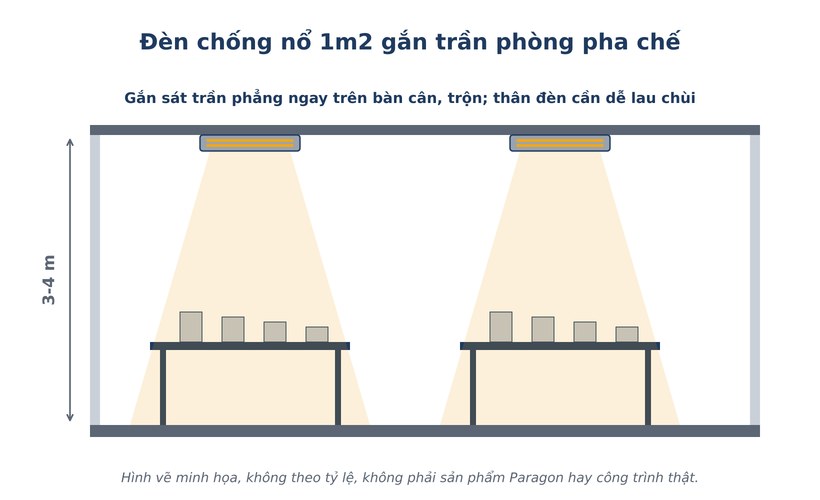 Đèn chống nổ 1m2 gắn trần phòng pha chế
Gắn sát trần phẳng ngay trên bàn cân, trộn; thân đèn cần dễ lau chùi
3-4 m
Hình vẽ minh họa, không theo tỷ lệ, không phải sản phẩm Paragon hay công trình thật.